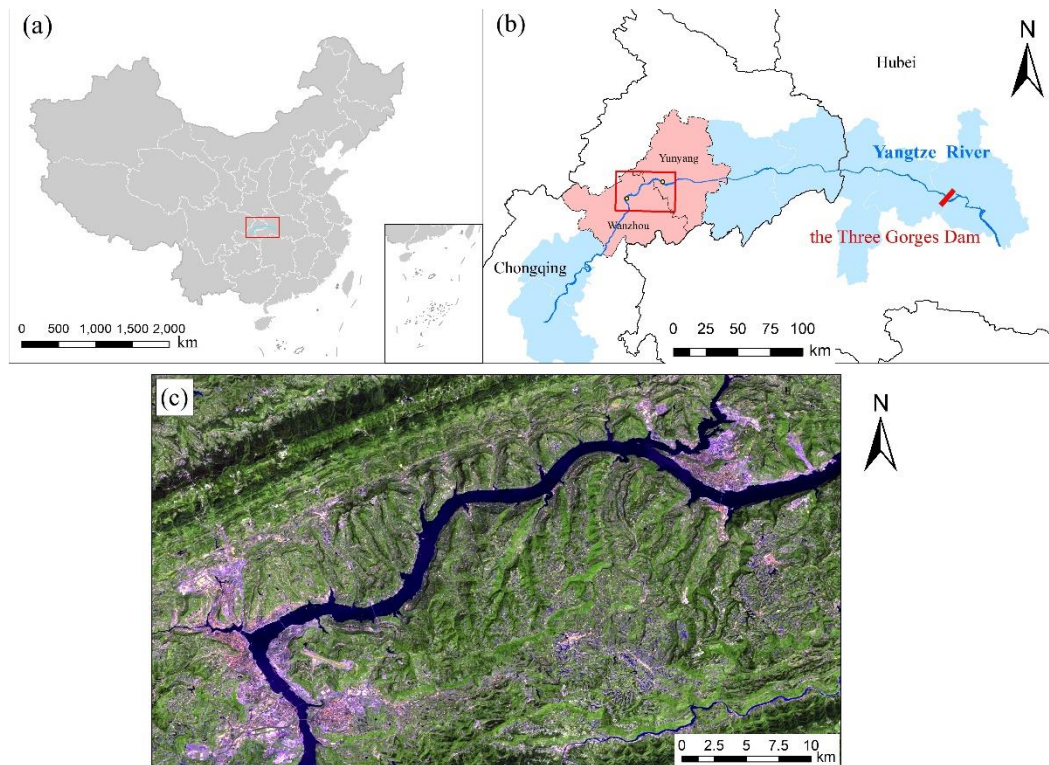 (a)
0 500 1,000 1,500 2,000
km
(b)
N
Hubei
Yunyang
Yangtze River
Wanzhou
the Three Gorges Dam
Chongqing
0 25 50 75 100
km
(c)
N
0 2.5 5 7.5 10
km